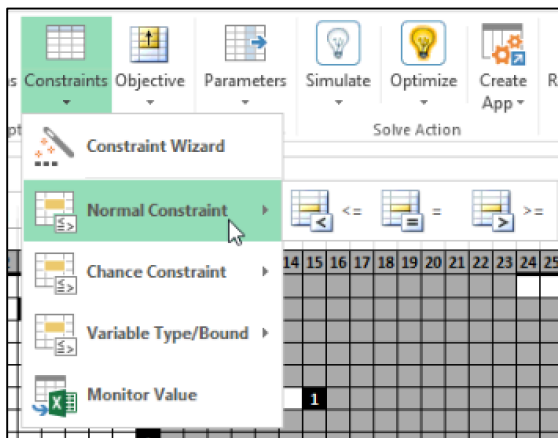 s Constraints Objective Parameters Simulate Optimize Create App R
pt Solve Action
Constraint Wizard
Normal Constraint <= = >=
14 15 16 17 18 19 20 21 22 23 24 25
Chance Constraint
Variable Type/Bound
Monitor Value
1